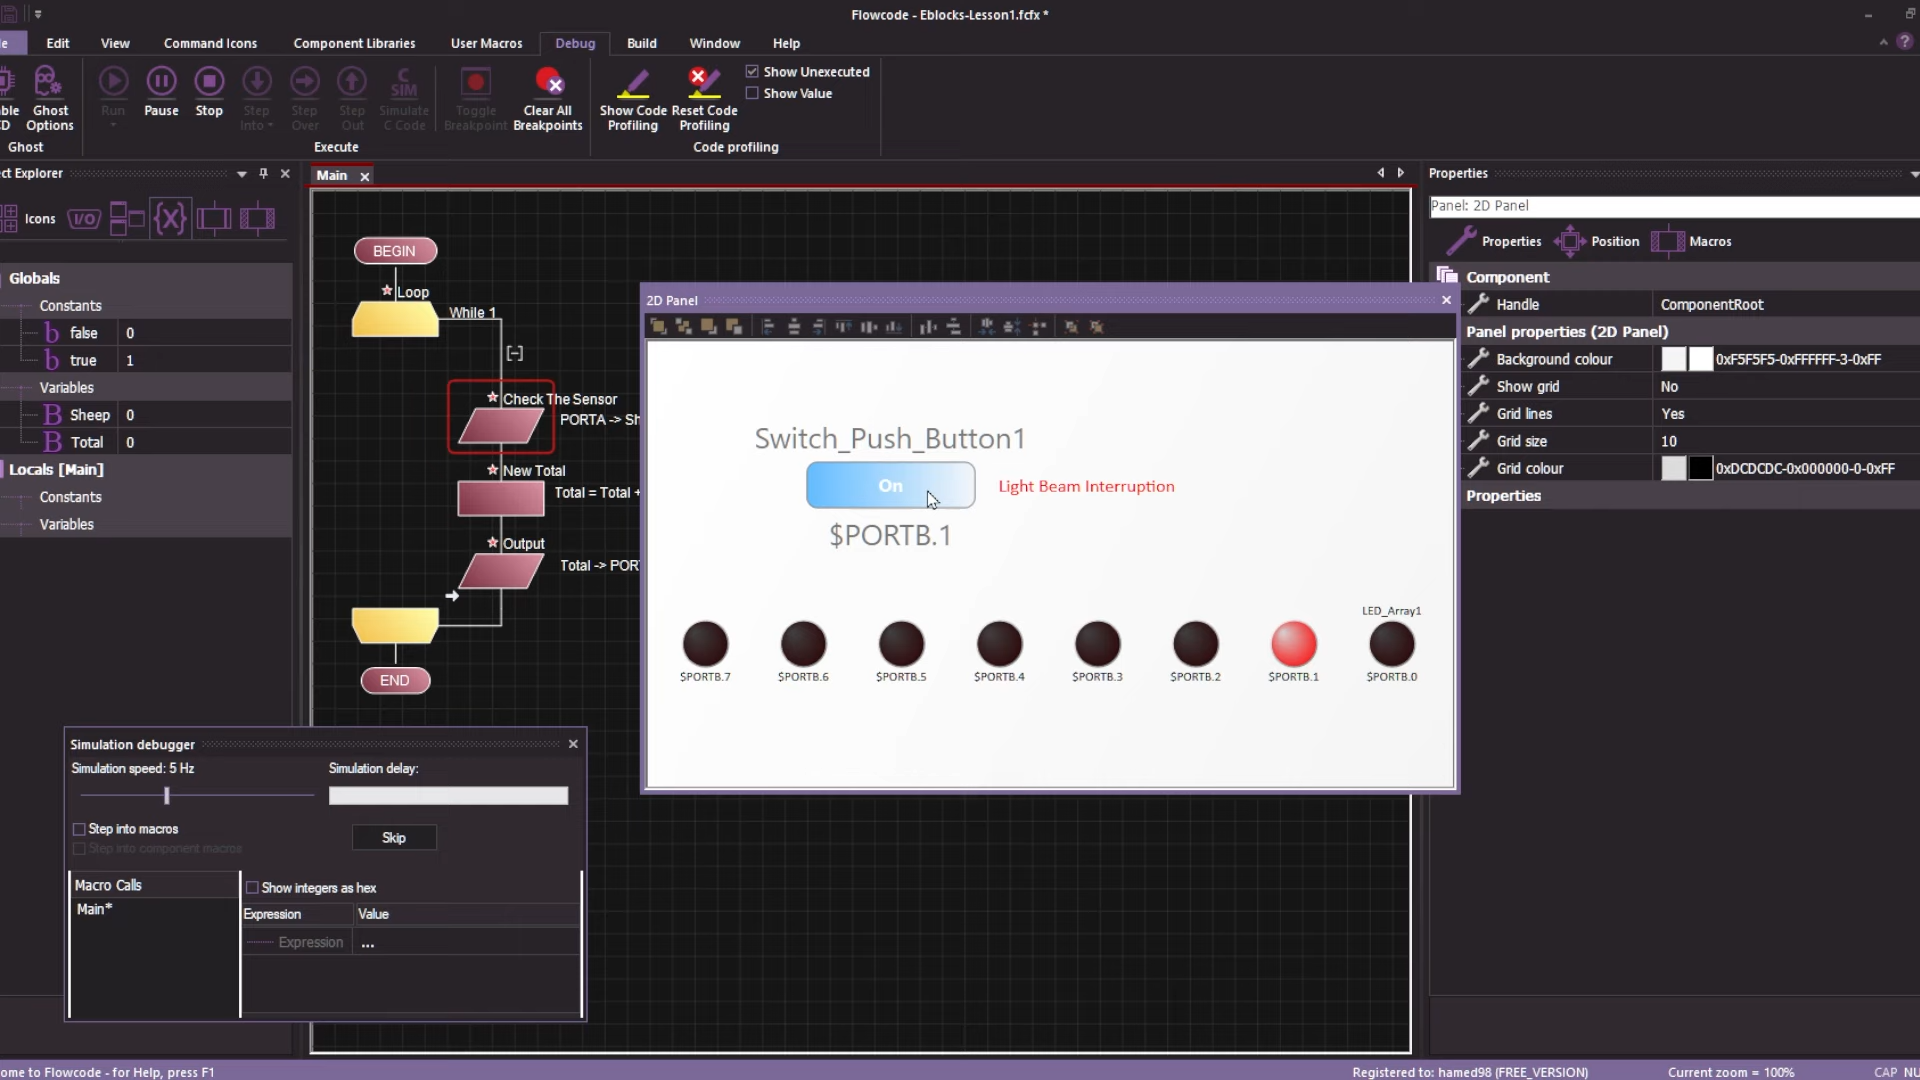 Flowcode - Eblocks-Lesson1.fcfx *
Edit View Command Icons Component Libraries User Macros Debug Build Window Help
Ghost Options
Run
Pause
Stop
Step Into
Step Over
Step Out
C SIM
Simulate C Code
Toggle Breakpoint
Clear All Breakpoints
Show Code Profiling
Reset Code Profiling
Show Unexecuted
Show Value
Ghost
Execute
Code profiling
ct Explorer
Icons
I/O
{X}
Globals
Constants
b false 0
b true 1
Variables
B Sheep 0
B Total 0
Locals [Main]
Constants
Variables
Main
BEGIN
Loop
While 1
Check The Sensor
PORTA -> Sh
New Total
Total = Total +
Output
Total -> POR
END
2D Panel
Switch_Push_Button1
On
Light Beam Interruption
$PORTB.1
LED_Array1
$PORTB.7 $PORTB.6 $PORTB.5 $PORTB.4 $PORTB.3 $PORTB.2 $PORTB.1 $PORTB.0
Simulation debugger
Simulation speed: 5 Hz
Simulation delay:
Step into macros
Step into component macros
Skip
Macro Calls
Main*
Show integers as hex
Expression Value
Expression ...
Properties
Panel: 2D Panel
Properties Position Macros
Component
Handle ComponentRoot
Panel properties (2D Panel)
Background colour 0xF5F5F5-0xFFFFFF-3-0xFF
Show grid No
Grid lines Yes
Grid size 10
Grid colour 0xDCDCDC-0x000000-0-0xFF
Properties
ome to Flowcode - for Help, press F1
Registered to: hamed98 (FREE_VERSION)
Current zoom = 100%
CAP NU